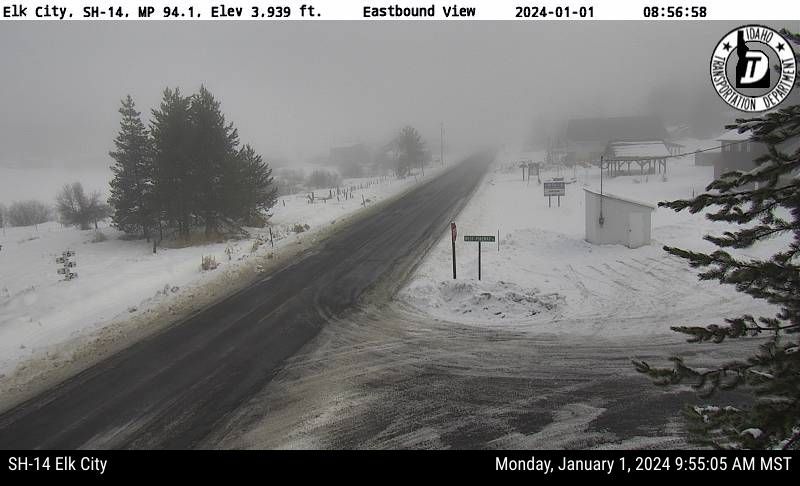 Elk City, SH-14, MP 94.1, Elev 3,939 ft. Eastbound View 2024-01-01 08:56:58
IDAHO
TRANSPORTATION DEPARTMENT
SH-14 Elk City Monday, January 1, 2024 9:55:05 AM MST